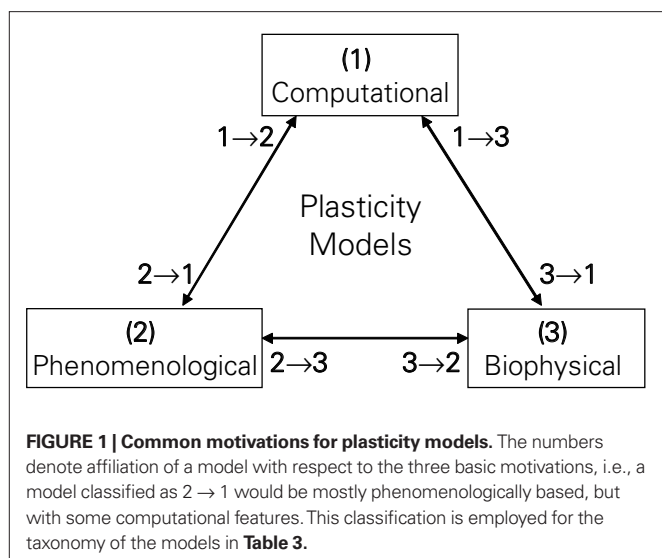 (1)
Computational
1→2
1→3
Plasticity
Models
2→1
3→1
(2)
Phenomenological
(3)
Biophysical
2→3
3→2
FIGURE 1 | Common motivations for plasticity models. The numbers
denote affiliation of a model with respect to the three basic motivations, i.e., a
model classified as 2 → 1 would be mostly phenomenologically based, but
with some computational features. This classification is employed for the
taxonomy of the models in Table 3.